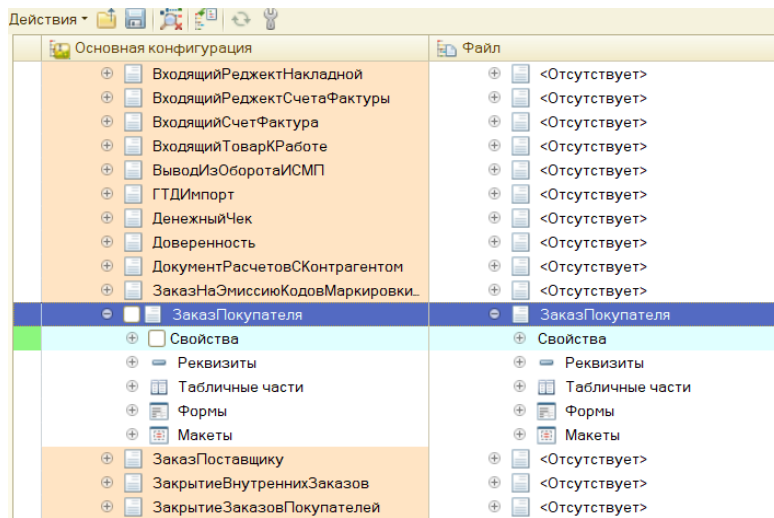 Действия
Основная конфигурация Файл
ВходящийРеджектНакладной <Отсутствует>
ВходящийРеджектСчетаФактуры <Отсутствует>
ВходящийСчетФактура <Отсутствует>
ВходящийТоварКРаботе <Отсутствует>
ВыводИзОборотаИСМП <Отсутствует>
ГТДИмпорт <Отсутствует>
ДенежныйЧек <Отсутствует>
Доверенность <Отсутствует>
ДокументРасчетовСКонтрагентом <Отсутствует>
ЗаказНаЭмиссиюКодовМаркировки... <Отсутствует>
ЗаказПокупателя ЗаказПокупателя
Свойства Свойства
Реквизиты Реквизиты
Табличные части Табличные части
Формы Формы
Макеты Макеты
ЗаказПоставщику <Отсутствует>
ЗакрытиеВнутреннихЗаказов <Отсутствует>
ЗакрытиеЗаказовПокупателей <Отсутствует>